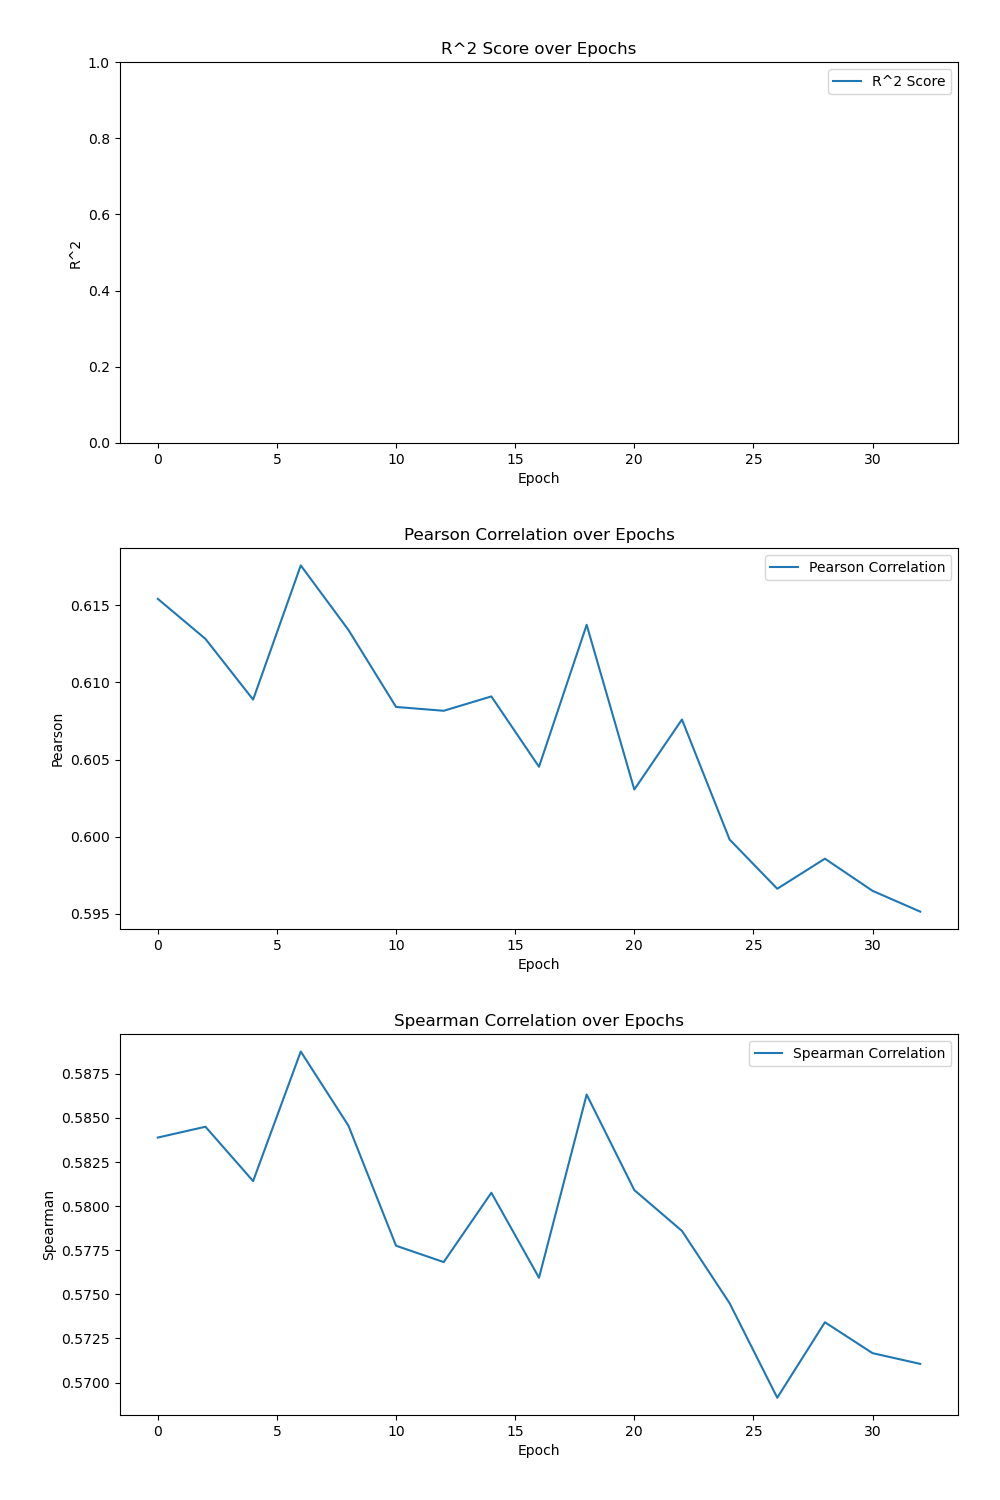 R^2 Score over Epochs
R^2 Score
1.0
0.8
0.6
0.4
0.2
0.0
R^2
0 5 10 15 20 25 30
Epoch
Pearson Correlation over Epochs
Pearson Correlation
0.615
0.610
0.605
0.600
0.595
Pearson
0 5 10 15 20 25 30
Epoch
Spearman Correlation over Epochs
Spearman Correlation
0.5875
0.5850
0.5825
0.5800
0.5775
0.5750
0.5725
0.5700
Spearman
0 5 10 15 20 25 30
Epoch